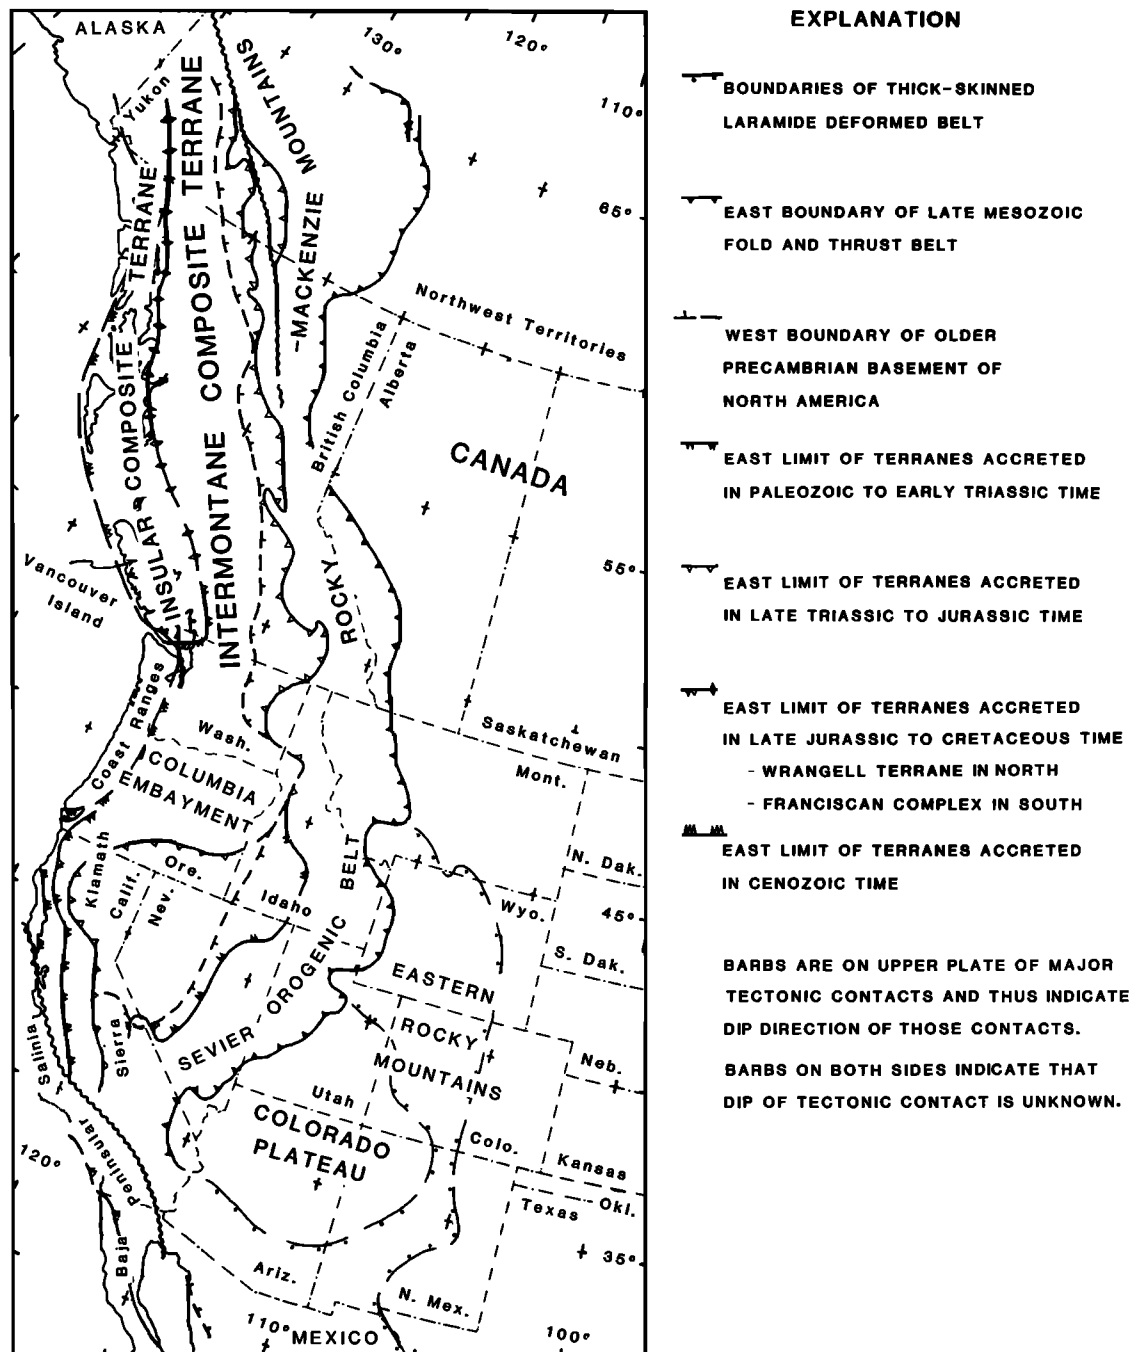 ALASKA
130°
120°
110°
Yukon
MOUNTAINS
MACKENZIE
65°
TERRANE
COMPOSITE
INSULAR
INTERMONTANE COMPOSITE TERRANE
Northwest Territories
British Columbia
Alberta
CANADA
Vancouver
Island
55°
ROCKY
Coast Ranges
Wash.
Saskatchewan
Mont.
COLUMBIA
EMBAYMENT
Klamath
Ore.
Calif.
Nev.
Idaho
BELT
N. Dak.
Wyo.
45°
S. Dak.
SEVIER OROGENIC
EASTERN
ROCKY
MOUNTAINS
Salinia
Sierra
Neb.
Utah
COLORADO
PLATEAU
Colo.
Kansas
120°
Peninsular
Okl.
Texas
35°
Baja
Ariz.
N. Mex.
110°
MEXICO
100°
EXPLANATION
BOUNDARIES OF THICK-SKINNED
LARAMIDE DEFORMED BELT
EAST BOUNDARY OF LATE MESOZOIC
FOLD AND THRUST BELT
WEST BOUNDARY OF OLDER
PRECAMBRIAN BASEMENT OF
NORTH AMERICA
EAST LIMIT OF TERRANES ACCRETED
IN PALEOZOIC TO EARLY TRIASSIC TIME
EAST LIMIT OF TERRANES ACCRETED
IN LATE TRIASSIC TO JURASSIC TIME
EAST LIMIT OF TERRANES ACCRETED
IN LATE JURASSIC TO CRETACEOUS TIME
- WRANGELL TERRANE IN NORTH
- FRANCISCAN COMPLEX IN SOUTH
EAST LIMIT OF TERRANES ACCRETED
IN CENOZOIC TIME
BARBS ARE ON UPPER PLATE OF MAJOR
TECTONIC CONTACTS AND THUS INDICATE
DIP DIRECTION OF THOSE CONTACTS.
BARBS ON BOTH SIDES INDICATE THAT
DIP OF TECTONIC CONTACT IS UNKNOWN.